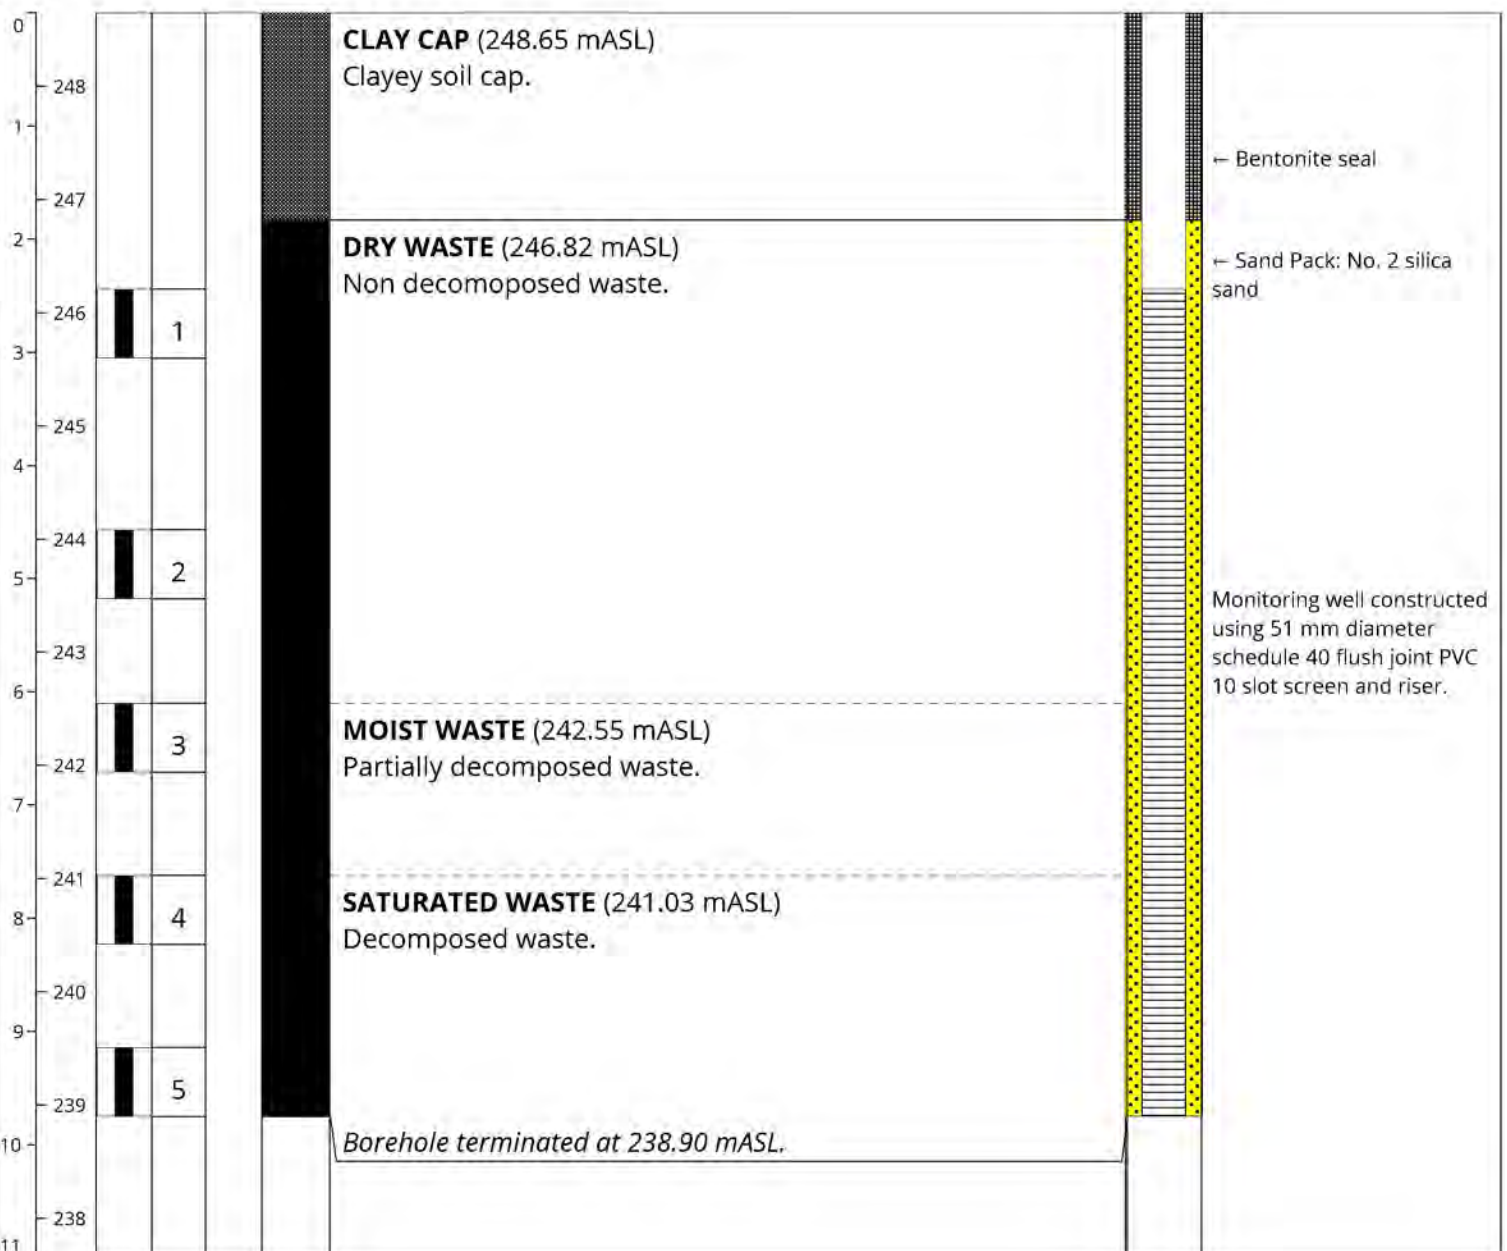 0
248
1
247
2
246
3
245
4
244
5
243
6
242
7
241
8
240
9
239
10
238
11
1
2
3
4
5
CLAY CAP (248.65 mASL)
Clayey soil cap.
DRY WASTE (246.82 mASL)
Non decomoposed waste.
MOIST WASTE (242.55 mASL)
Partially decomposed waste.
SATURATED WASTE (241.03 mASL)
Decomposed waste.
Borehole terminated at 238.90 mASL.
← Bentonite seal
← Sand Pack: No. 2 silica
sand
Monitoring well constructed
using 51 mm diameter
schedule 40 flush joint PVC
10 slot screen and riser.